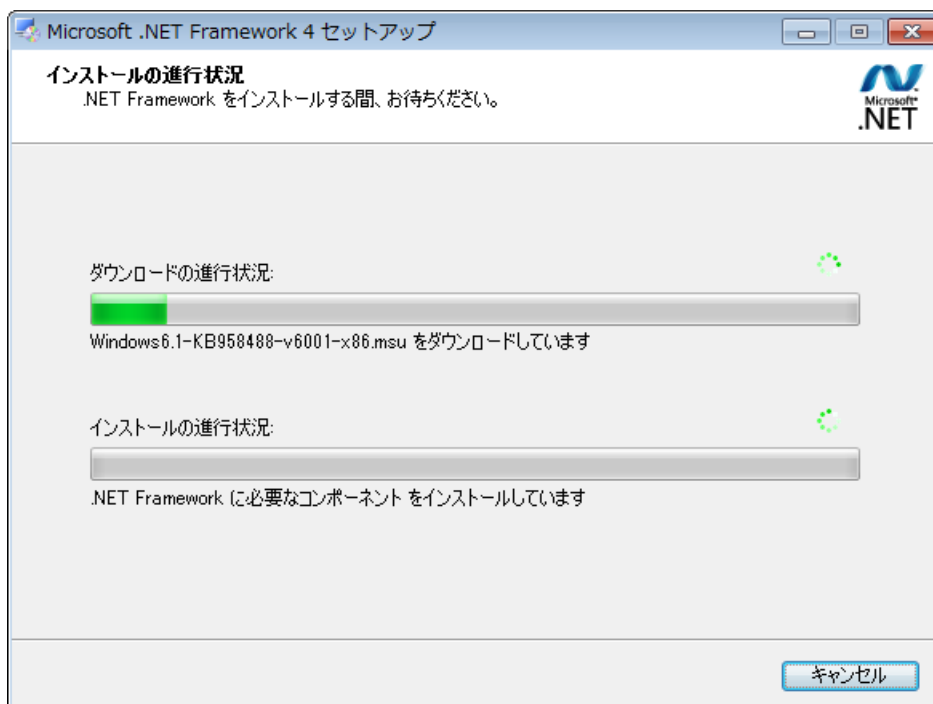 Microsoft .NET Framework 4 セットアップ
インストールの進行状況
.NET Framework をインストールする間、お待ちください。
Microsoft
.NET
ダウンロードの進行状況:
Windows6.1-KB958488-v6001-x86.msu をダウンロードしています
インストールの進行状況:
.NET Framework に必要なコンポーネント をインストールしています
キャンセル